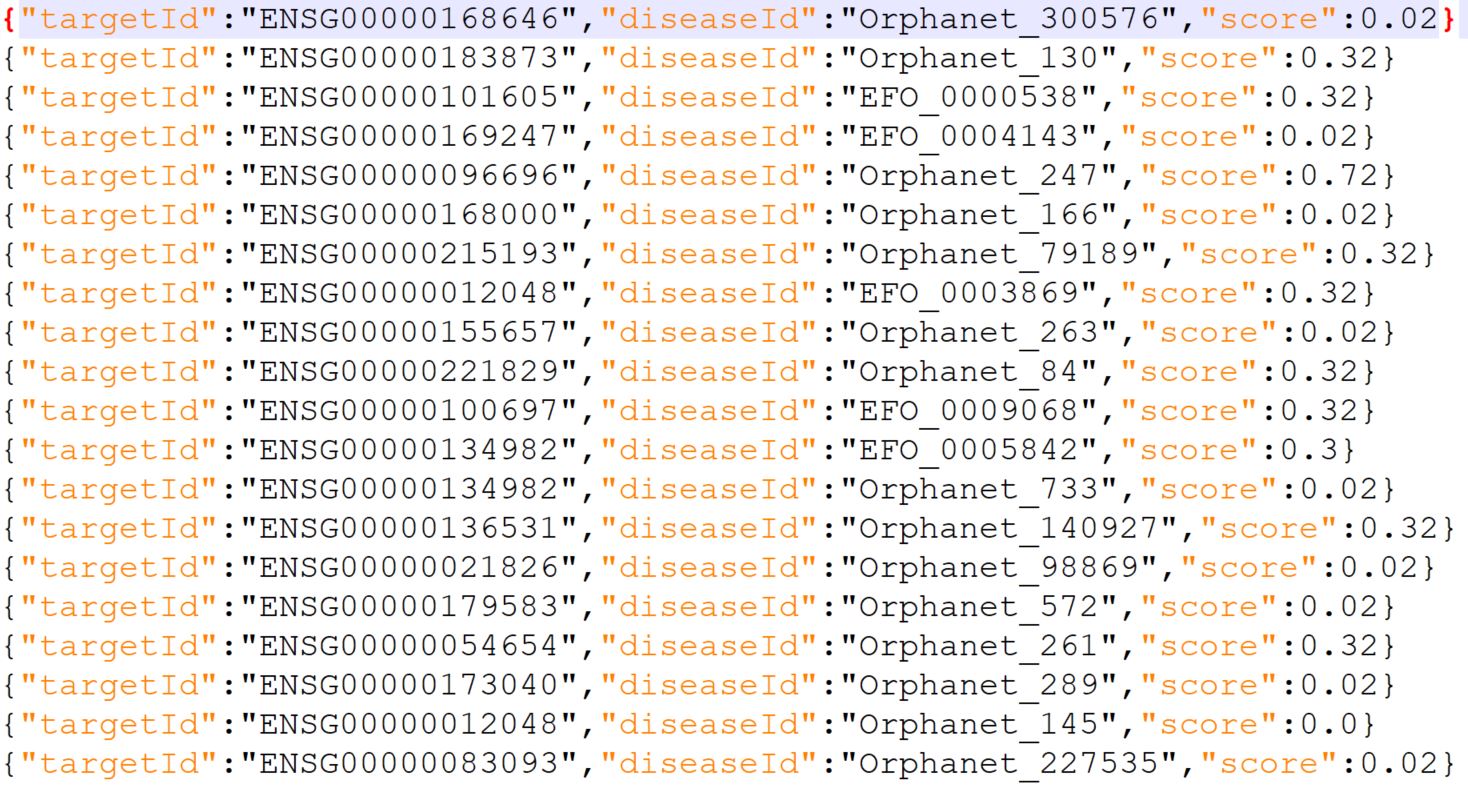 {"targetId":"ENSG00000168646","diseaseId":"Orphanet_300576","score":0.02}
{"targetId":"ENSG00000183873","diseaseId":"Orphanet_130","score":0.32}
{"targetId":"ENSG00000101605","diseaseId":"EFO_0000538","score":0.32}
{"targetId":"ENSG00000169247","diseaseId":"EFO_0004143","score":0.02}
{"targetId":"ENSG00000096696","diseaseId":"Orphanet_247","score":0.72}
{"targetId":"ENSG00000168000","diseaseId":"Orphanet_166","score":0.02}
{"targetId":"ENSG00000215193","diseaseId":"Orphanet_79189","score":0.32}
{"targetId":"ENSG00000012048","diseaseId":"EFO_0003869","score":0.32}
{"targetId":"ENSG00000155657","diseaseId":"Orphanet_263","score":0.02}
{"targetId":"ENSG00000221829","diseaseId":"Orphanet_84","score":0.32}
{"targetId":"ENSG00000100697","diseaseId":"EFO_0009068","score":0.32}
{"targetId":"ENSG00000134982","diseaseId":"EFO_0005842","score":0.3}
{"targetId":"ENSG00000134982","diseaseId":"Orphanet_733","score":0.02}
{"targetId":"ENSG00000136531","diseaseId":"Orphanet_140927","score":0.32}
{"targetId":"ENSG00000021826","diseaseId":"Orphanet_98869","score":0.02}
{"targetId":"ENSG00000179583","diseaseId":"Orphanet_572","score":0.02}
{"targetId":"ENSG00000054654","diseaseId":"Orphanet_261","score":0.32}
{"targetId":"ENSG00000173040","diseaseId":"Orphanet_289","score":0.02}
{"targetId":"ENSG00000012048","diseaseId":"Orphanet_145","score":0.0}
{"targetId":"ENSG00000083093","diseaseId":"Orphanet_227535","score":0.02}